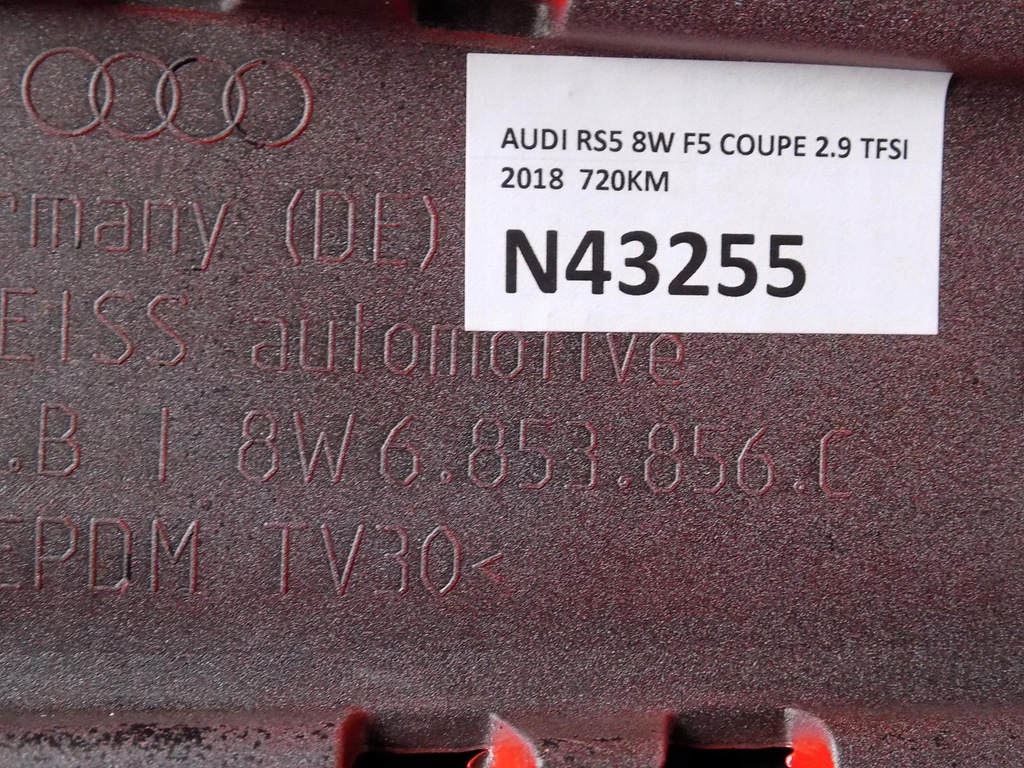 AUDI RS5 8W F5 COUPE 2.9 TFSI
2018 720KM
N43255
rmany (DE)
EISS automotive
.B | 8W6.853.856.C
EPDM TV30<